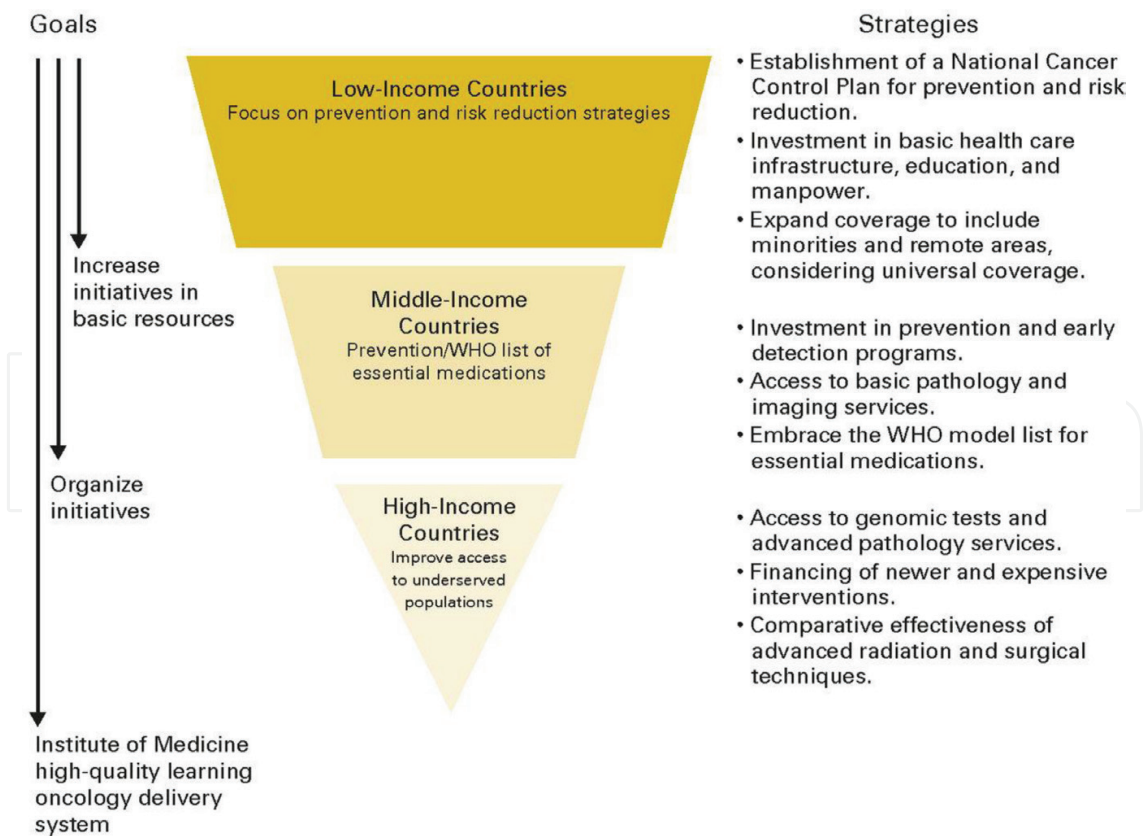 Goals
Increase
initiatives in
basic resources
Organize
initiatives
Institute of Medicine
high-quality learning
oncology delivery
system
Low-Income Countries
Focus on prevention and risk reduction strategies
Middle-Income
Countries
Prevention/WHO list of
essential medications
High-Income
Countries
Improve access
to underserved
populations
Strategies
• Establishment of a National Cancer
Control Plan for prevention and risk
reduction.
• Investment in basic health care
infrastructure, education, and
manpower.
• Expand coverage to include
minorities and remote areas,
considering universal coverage.
• Investment in prevention and early
detection programs.
• Access to basic pathology and
imaging services.
• Embrace the WHO model list for
essential medications.
• Access to genomic tests and
advanced pathology services.
• Financing of newer and expensive
interventions.
• Comparative effectiveness of
advanced radiation and surgical
techniques.